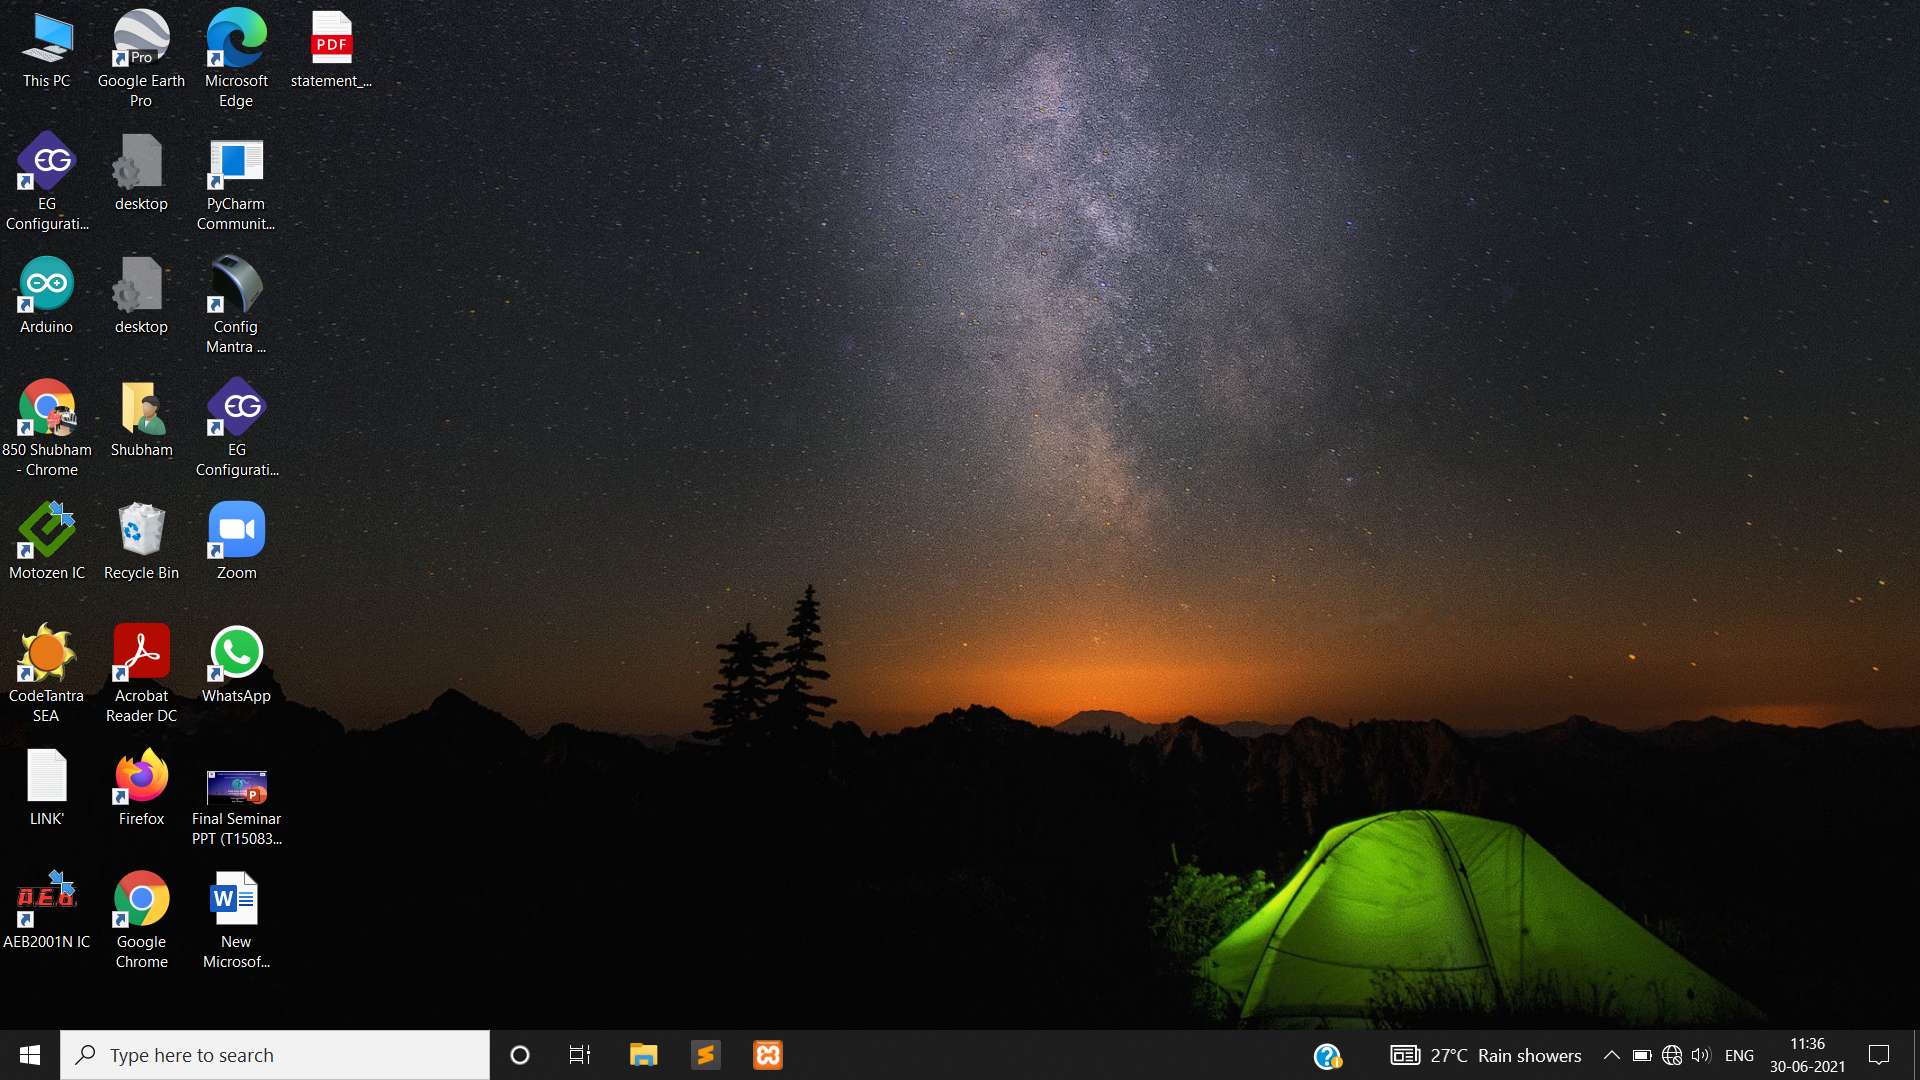 This PC
Google Earth
Pro
Microsoft
Edge
PDF
statement_...
EG
Configurati...
desktop
PyCharm
Communit...
Arduino
desktop
Config
Mantra ...
850 Shubham
- Chrome
Shubham
EG
Configurati...
Motozen IC
Recycle Bin
Zoom
CodeTantra
SEA
Acrobat
Reader DC
WhatsApp
LINK'
Firefox
Final Seminar
PPT (T15083...
AEB2001N IC
Google
Chrome
New
Microsof...
Pro
EG
EG
A.E.B.
P
W
Type here to search
27°C Rain showers
ENG
11:36
30-06-2021